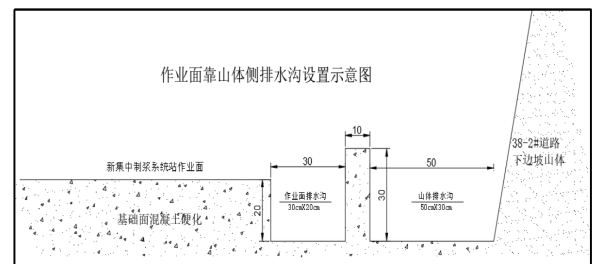 作业面靠山体侧排水沟设置示意图
10
38-2#道路
下边坡山体
新集中制浆系统站作业面
30
50
作业面排水沟
30cmX20cm
20
30
山体排水沟
50cmX30cm
基础面混凝土硬化